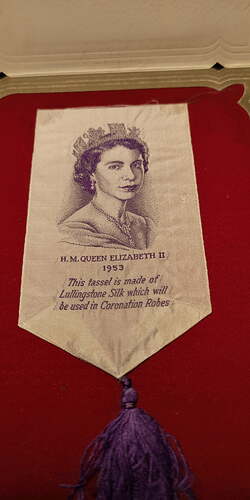 H. M. QUEEN ELIZABETH II
1953
This tassel is made of
Lullingstone Silk which will
be used in Coronation Robes